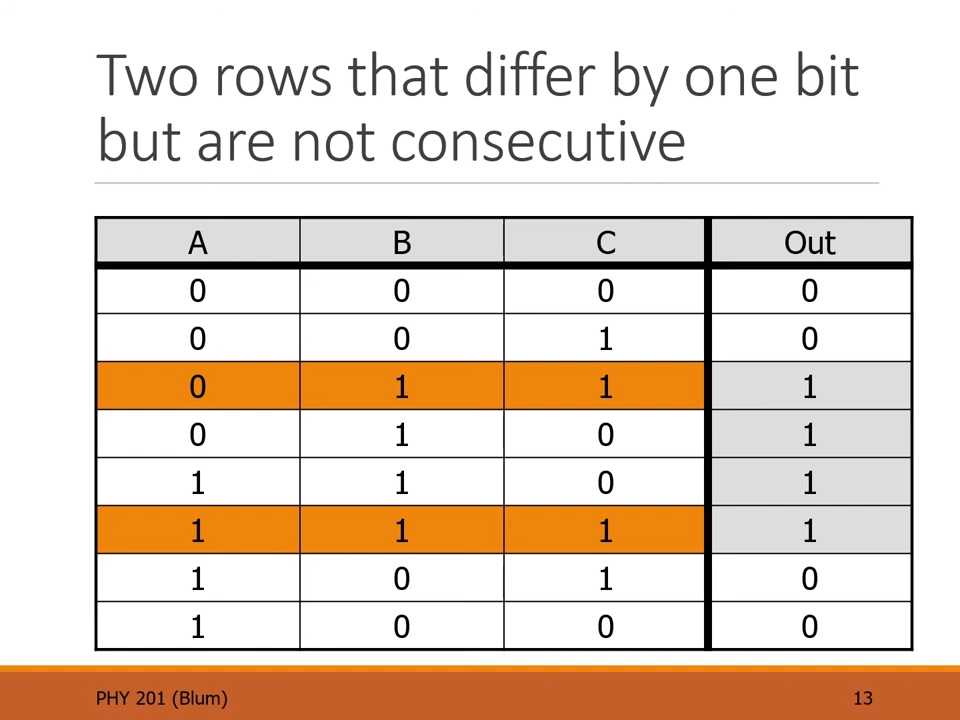 Two rows that differ by one bit
but are not consecutive
A B C Out
0 0 0 0
0 0 1 0
0 1 1 1
0 1 0 1
1 1 0 1
1 1 1 1
1 0 1 0
1 0 0 0
PHY 201 (Blum) 13